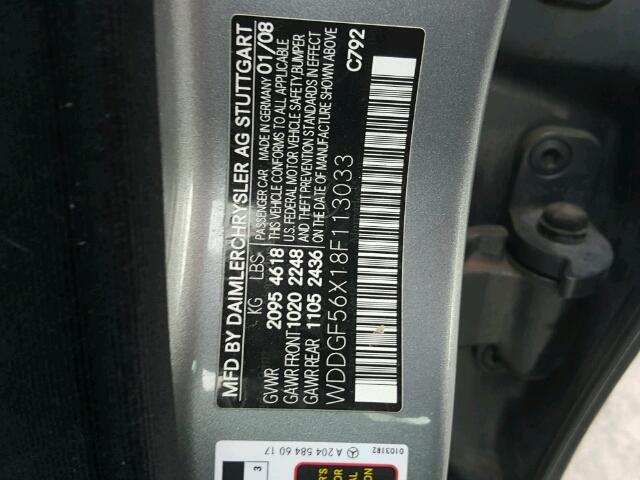 MFD BY DAIMLERCHRYSLER AG STUTTGART
PASSENGER CAR MADE IN GERMANY 01/08
KG LBS
THIS VEHICLE CONFORMS TO ALL APPLICABLE
GVWR 2095 4618
U.S. FEDERAL MOTOR VEHICLE SAFETY, BUMPER
GAWR FRONT 1020 2248
AND THEFT PREVENTION STANDARDS IN EFFECT
GAWR REAR 1105 2436
ON THE DATE OF MANUFACTURE SHOWN ABOVE
WDDGF56X18F113033
C792
01031R2
A 204 584 60 17
3